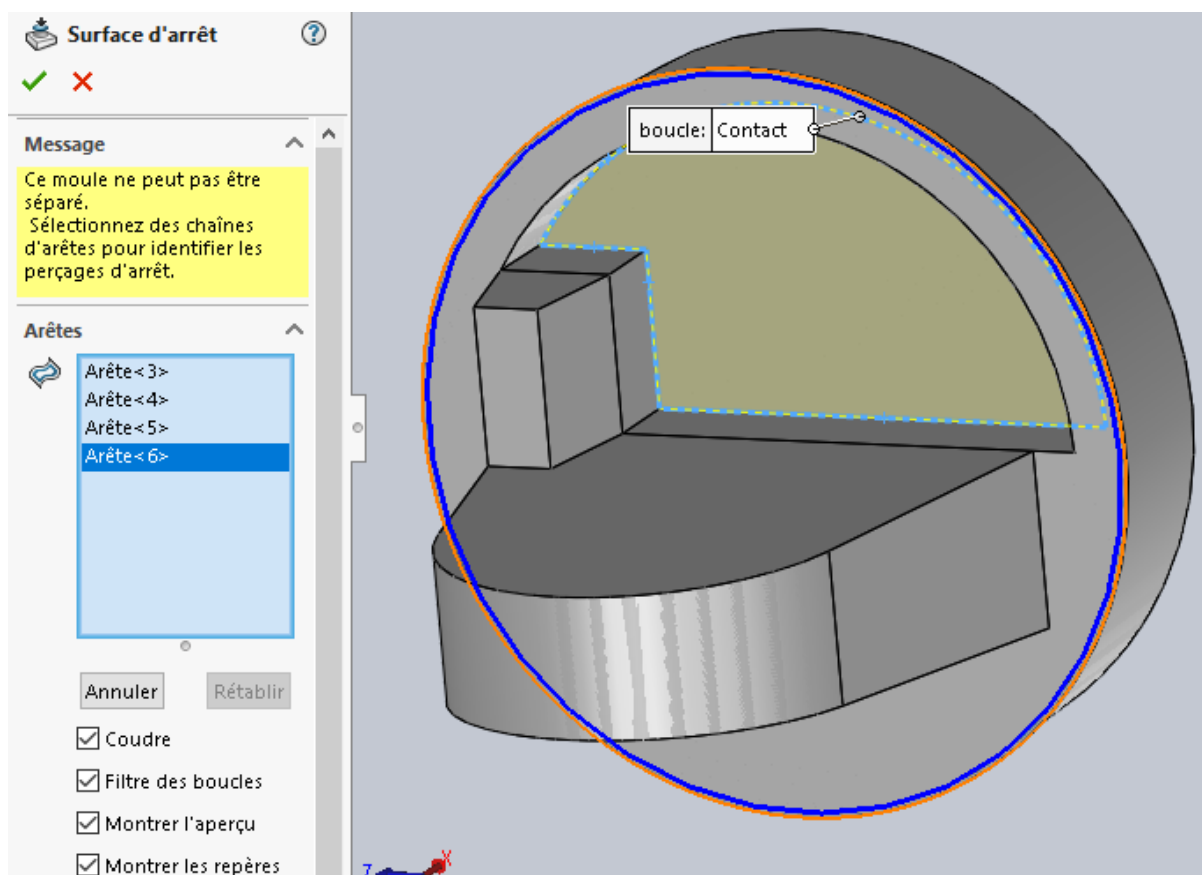 Surface d'arrêt
Message
Ce moule ne peut pas être
séparé.
Sélectionnez des chaînes
d'arêtes pour identifier les
perçages d'arrêt.
Arêtes
Arête<3>
Arête<4>
Arête<5>
Arête<6>
Annuler Rétablir
Coudre
Filtre des boucles
Montrer l'aperçu
Montrer les repères
boucle: Contact
Z X